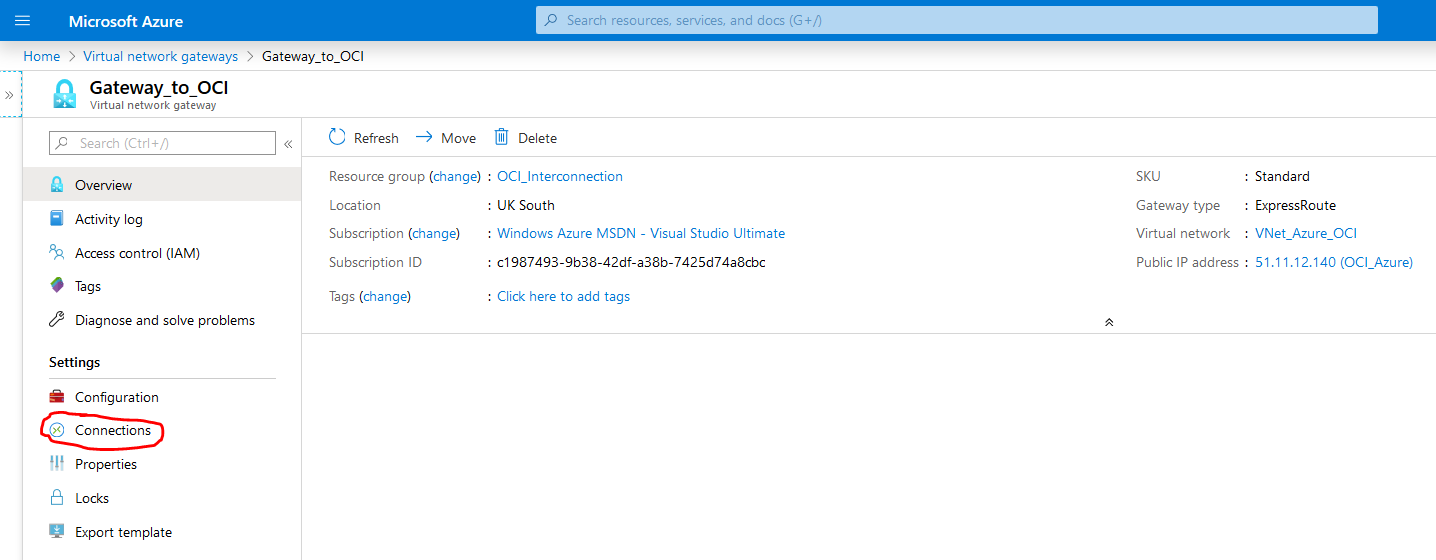 Microsoft Azure
Search resources, services, and docs (G+/)
Home > Virtual network gateways > Gateway_to_OCI
Gateway_to_OCI
Virtual network gateway
Search (Ctrl+/)
Overview
Activity log
Access control (IAM)
Tags
Diagnose and solve problems
Settings
Configuration
Connections
Properties
Locks
Export template
Refresh Move Delete
Resource group (change) : OCI_Interconnection
Location : UK South
Subscription (change) : Windows Azure MSDN - Visual Studio Ultimate
Subscription ID : c1987493-9b38-42df-a38b-7425d74a8cbc
Tags (change) : Click here to add tags
SKU : Standard
Gateway type : ExpressRoute
Virtual network : VNet_Azure_OCI
Public IP address : 51.11.12.140 (OCI_Azure)